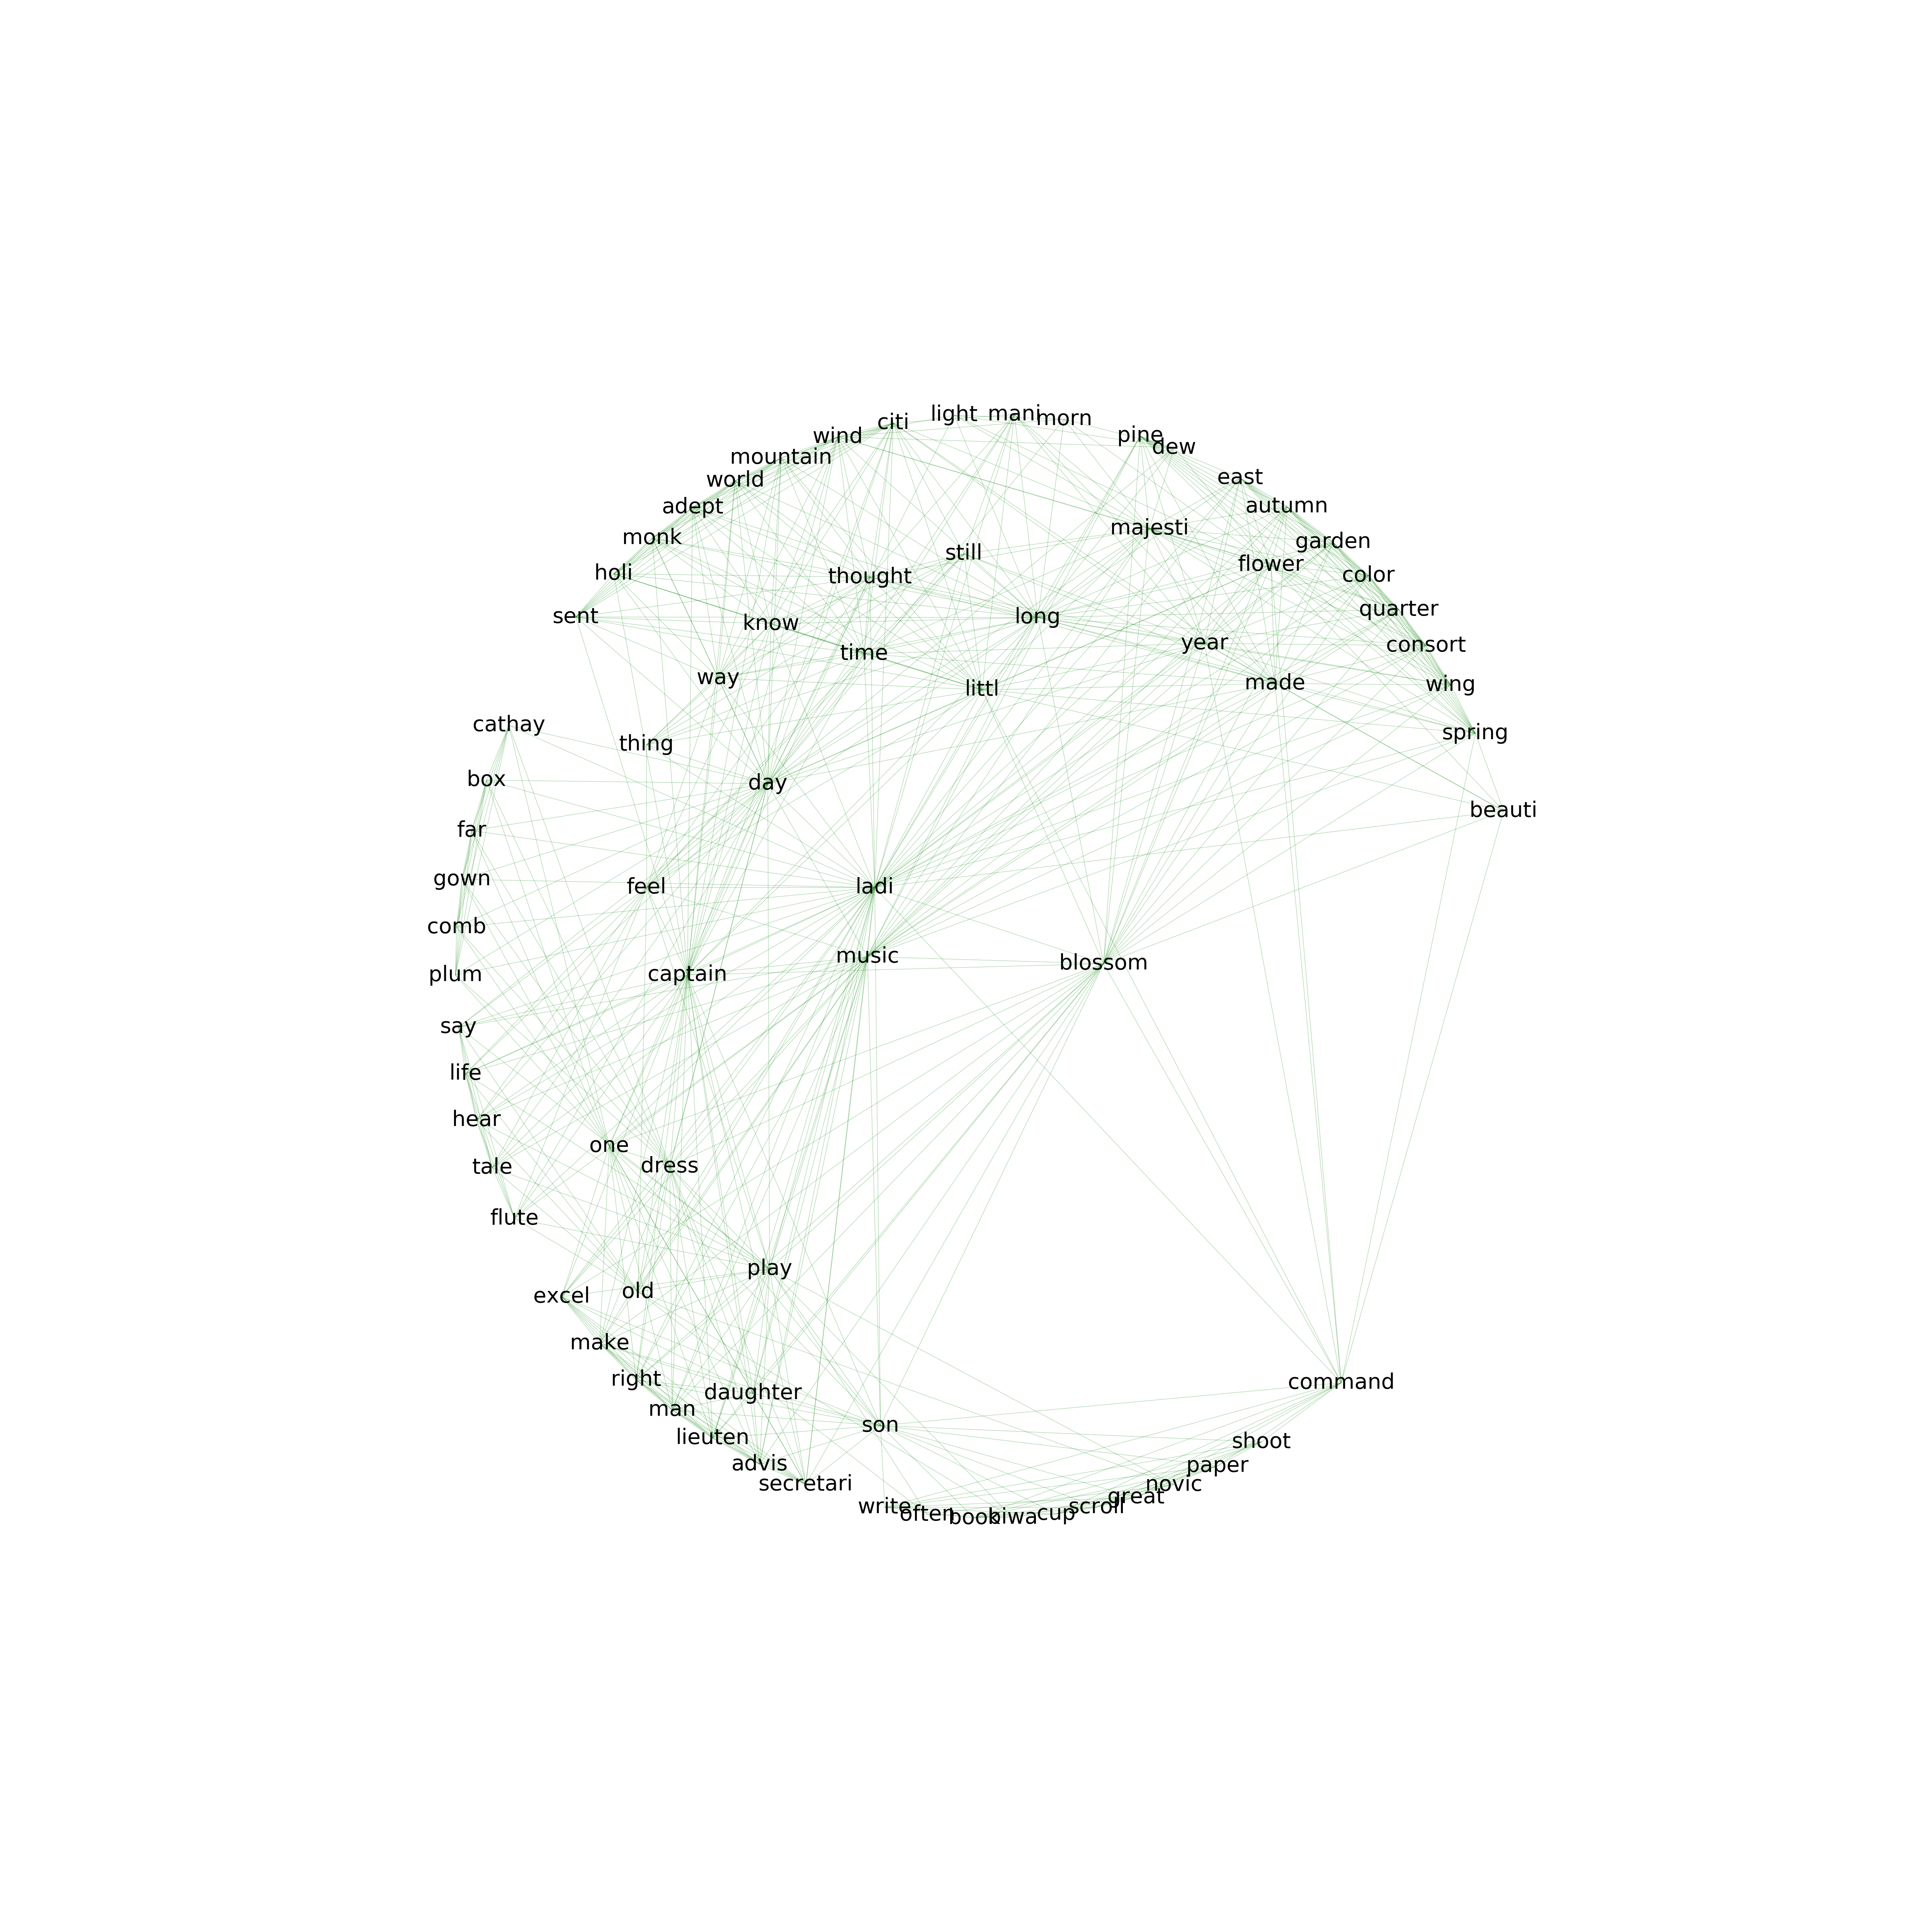 light
mani
morn
citi
wind
pine
dew
mountain
world
east
adept
autumn
majesti
monk
garden
still
flower
holi
thought
color
quarter
sent
know
long
year
consort
time
way
littl
made
wing
cathay
thing
spring
box
day
beauti
far
gown
feel
ladi
comb
music
blossom
plum
captain
say
life
hear
one
tale
dress
flute
play
excel
old
make
right
command
daughter
man
son
lieuten
shoot
advis
paper
secretari
novic
great
write
often
book
biwa
cup
scroll